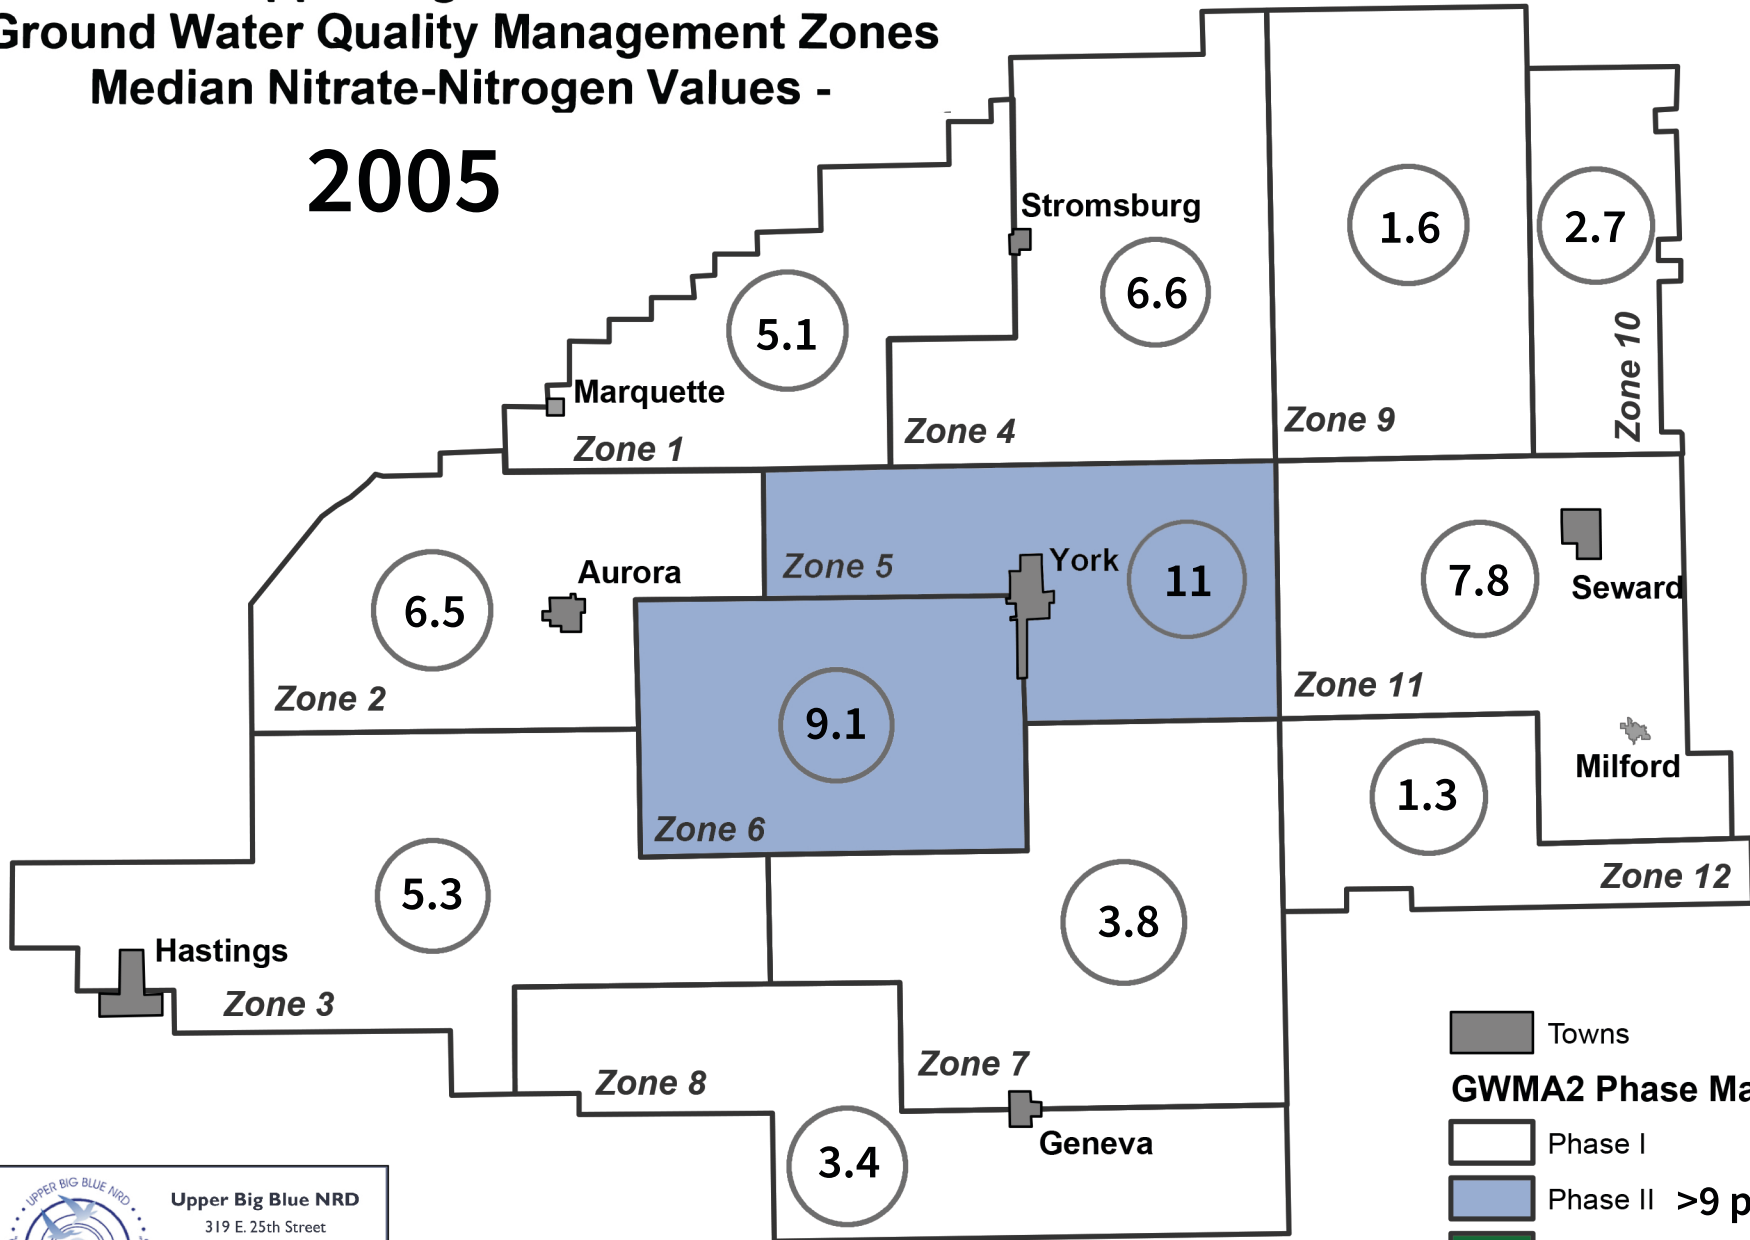 Ground Water Quality Management Zones
Median Nitrate-Nitrogen Values -
2005
Stromsburg
1.6
2.7
6.6
5.1
Zone 10
Marquette
Zone 1
Zone 4
Zone 9
Zone 5
York
11
7.8
Seward
Aurora
6.5
Zone 2
Zone 11
9.1
Milford
Zone 6
1.3
Zone 12
5.3
3.8
Hastings
Zone 3
Zone 8
Zone 7
Geneva
3.4
Towns
GWMA2 Phase Ma
Phase I
Phase II >9 p
UPPER BIG BLUE NRD
Upper Big Blue NRD
319 E. 25th Street